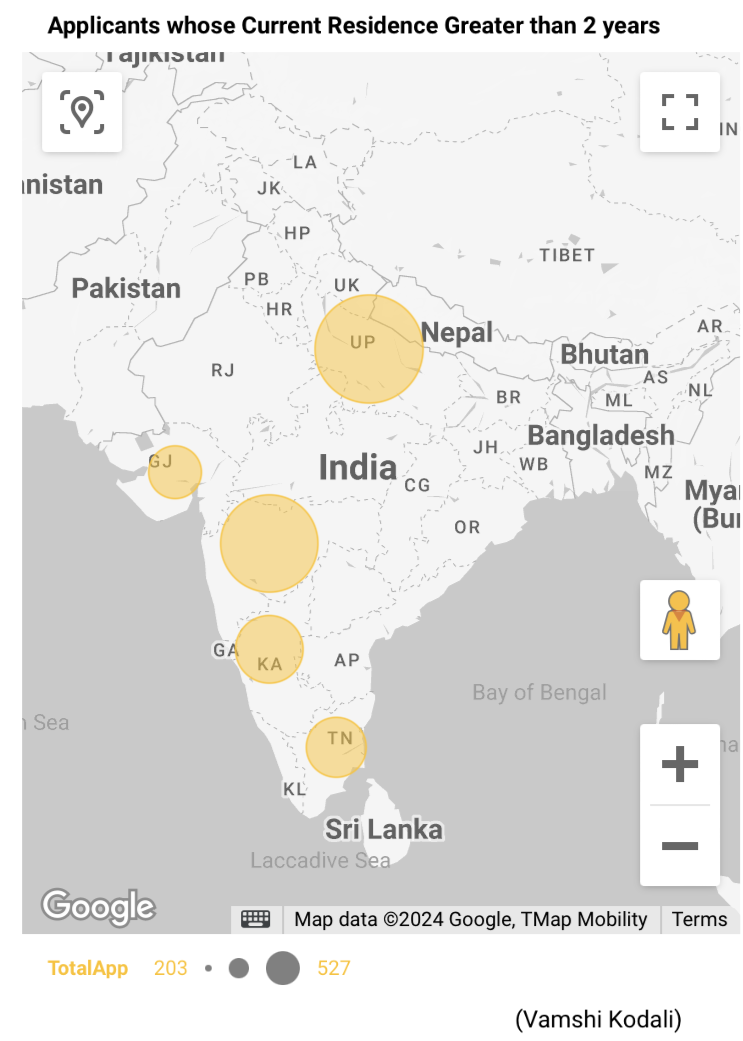 Applicants whose Current Residence Greater than 2 years
Tajikistan
LA
JK
HP
TIBET
Pakistan
PB
UK
HR
UP
Nepal
AR
RJ
Bhutan
AS
BR
ML
NL
Bangladesh
JH
GJ
India
WB
MZ
CG
OR
GA
KA
AP
Bay of Bengal
Sea
TN
KL
Sri Lanka
Laccadive Sea
Google
Map data ©2024 Google, TMap Mobility
Terms
TotalApp 203 527
(Vamshi Kodali)